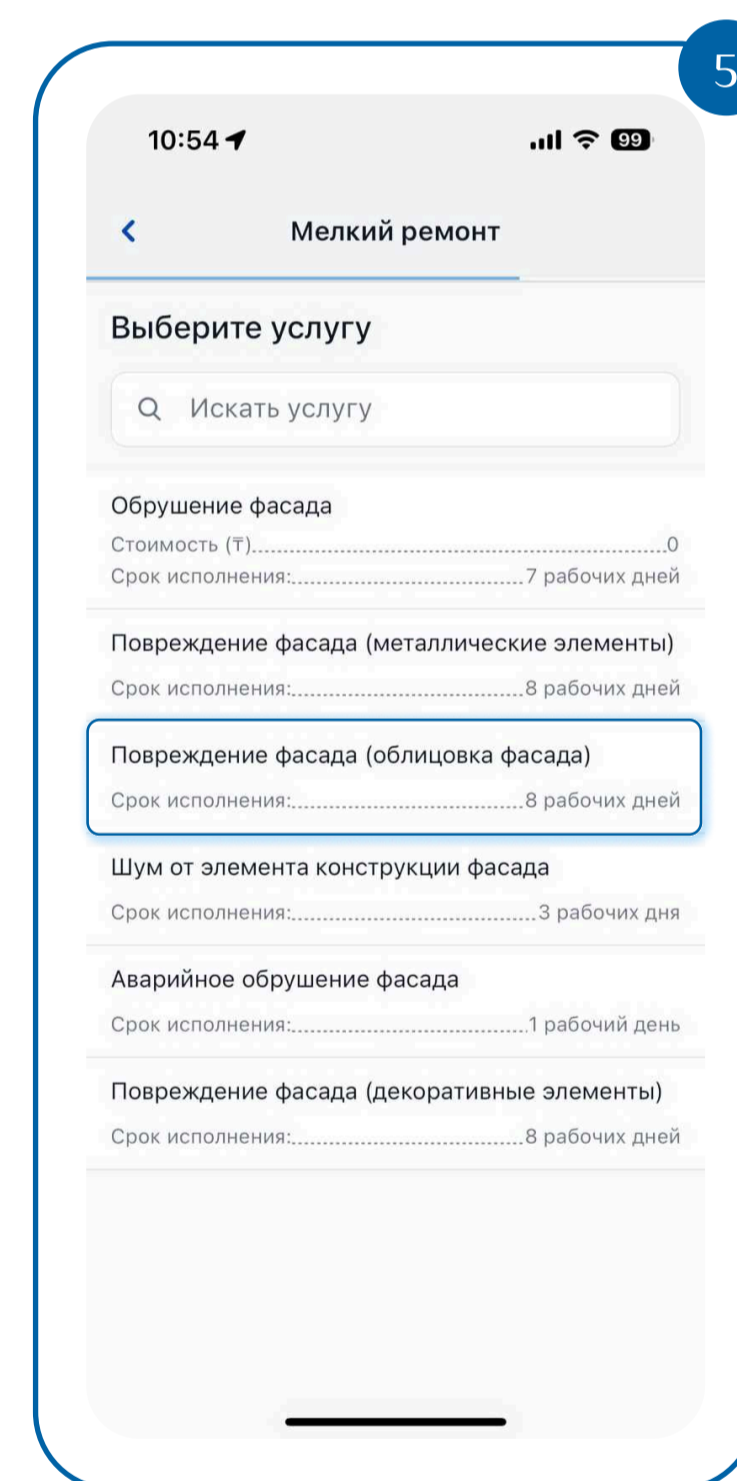 5
10:54 99
Мелкий ремонт
Выберите услугу
Искать услугу
Обрушение фасада
Стоимость (₸)..........0
Срок исполнения:..........7 рабочих дней
Повреждение фасада (металлические элементы)
Срок исполнения:..........8 рабочих дней
Повреждение фасада (облицовка фасада)
Срок исполнения:..........8 рабочих дней
Шум от элемента конструкции фасада
Срок исполнения:..........3 рабочих дня
Аварийное обрушение фасада
Срок исполнения:..........1 рабочий день
Повреждение фасада (декоративные элементы)
Срок исполнения:..........8 рабочих дней